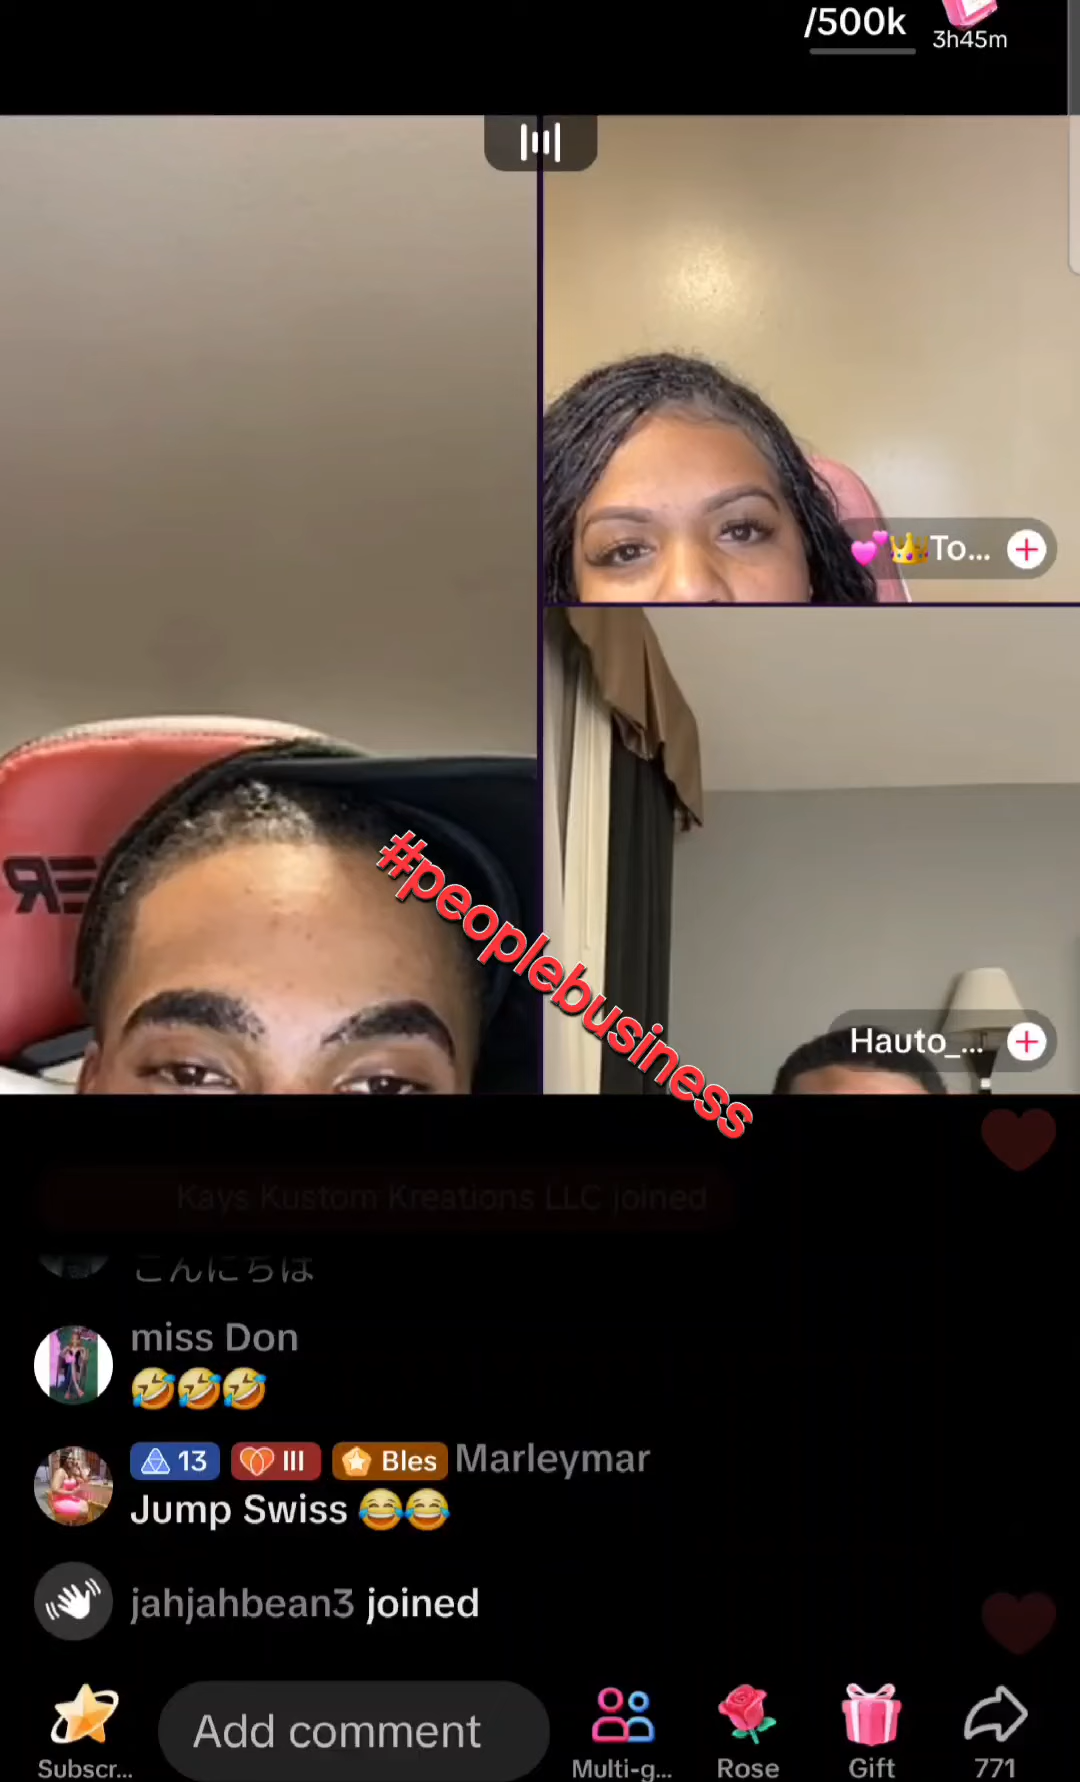 /500k
3h45m
💕👑To...
#peoplebusiness
Hauto_...
Kays Kustom Kreations LLC joined
こんにちは
miss Don
🤣🤣🤣
13 III Bles Marleymar
Jump Swiss 😂😂
jahjahbean3 joined
Add comment
Subscr... Multi-g... Rose Gift 771